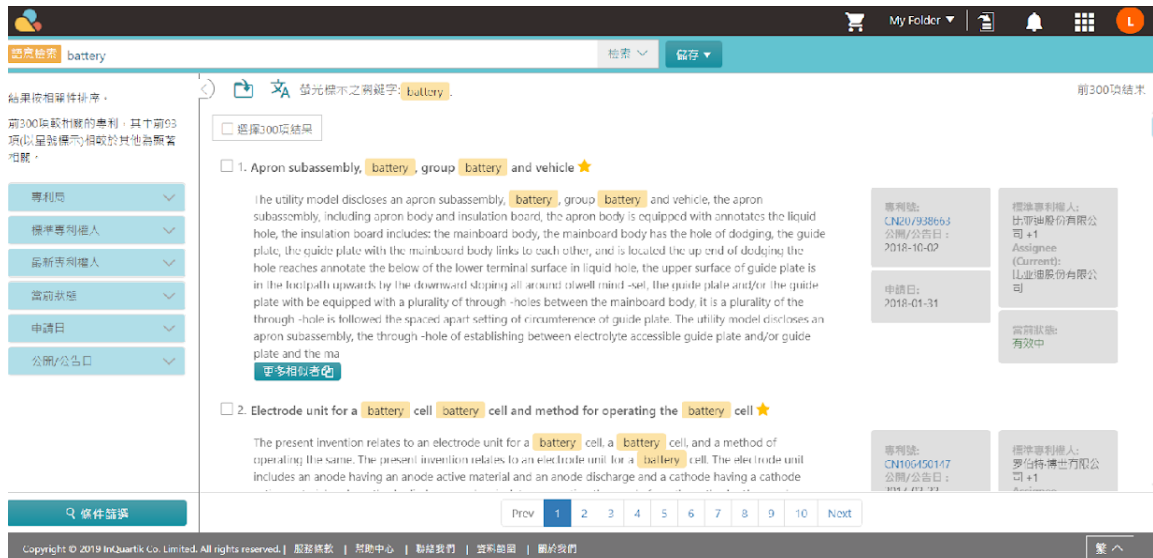 My Folder
L
語意檢索 battery
檢索
儲存
結果按相關性排序。
前300項較相關的專利，其中前93
項(以星號標示)相較於其他為顯著
相關。
專利局
標準專利權人
最新專利權人
當前狀態
申請日
公開/公告日
條件篩選
螢光標示之關鍵字: battery .
前300項結果
選擇300項結果
1. Apron subassembly, battery , group battery and vehicle
The utility model discloses an apron subassembly, battery , group battery and vehicle, the apron
subassembly, including apron body and insulation board, the apron body is equipped with annotates the liquid
hole, the insulation board includes: the mainboard body, the mainboard body has the hole of dodging, the guide
plate, the guide plate with the mainboard body links to each other, and is located the up end of dodging the
hole reaches annotate the below of the lower terminal surface in liquid hole, the upper surface of guide plate is
in the footpath upwards by the downward sloping all around otwell mind -set, the guide plate and/or the guide
plate with be equipped with a plurality of through -holes between the mainboard body, it is a plurality of the
through -hole is followed the spaced apart setting of circumference of guide plate. The utility model discloses an
apron subassembly, the through -hole of establishing between electrolyte accessible guide plate and/or guide
plate and the ma
更多相似者
專利號:
CN207938663
公開/公告日：
2018-10-02
申請日:
2018-01-31
標準專利權人:
比亚迪股份有限公
司 +1
Assignee
(Current):
比亚迪股份有限公
司
當前狀態:
有效中
2. Electrode unit for a battery cell battery cell and method for operating the battery cell
The present invention relates to an electrode unit for a battery cell, a battery cell, and a method of
operating the same. The present invention relates to an electrode unit for a battery cell. The electrode unit
includes an anode having an anode active material and an anode discharge and a cathode having a cathode
專利號:
CN106450147
公開/公告日：
標準專利權人:
罗伯特·博世有限公
司 +1
Prev 1 2 3 4 5 6 7 8 9 10 Next
Copyright © 2019 InQuartik Co. Limited. All rights reserved. | 服務條款 | 幫助中心 | 聯絡我們 | 資料範圍 | 關於我們
繁